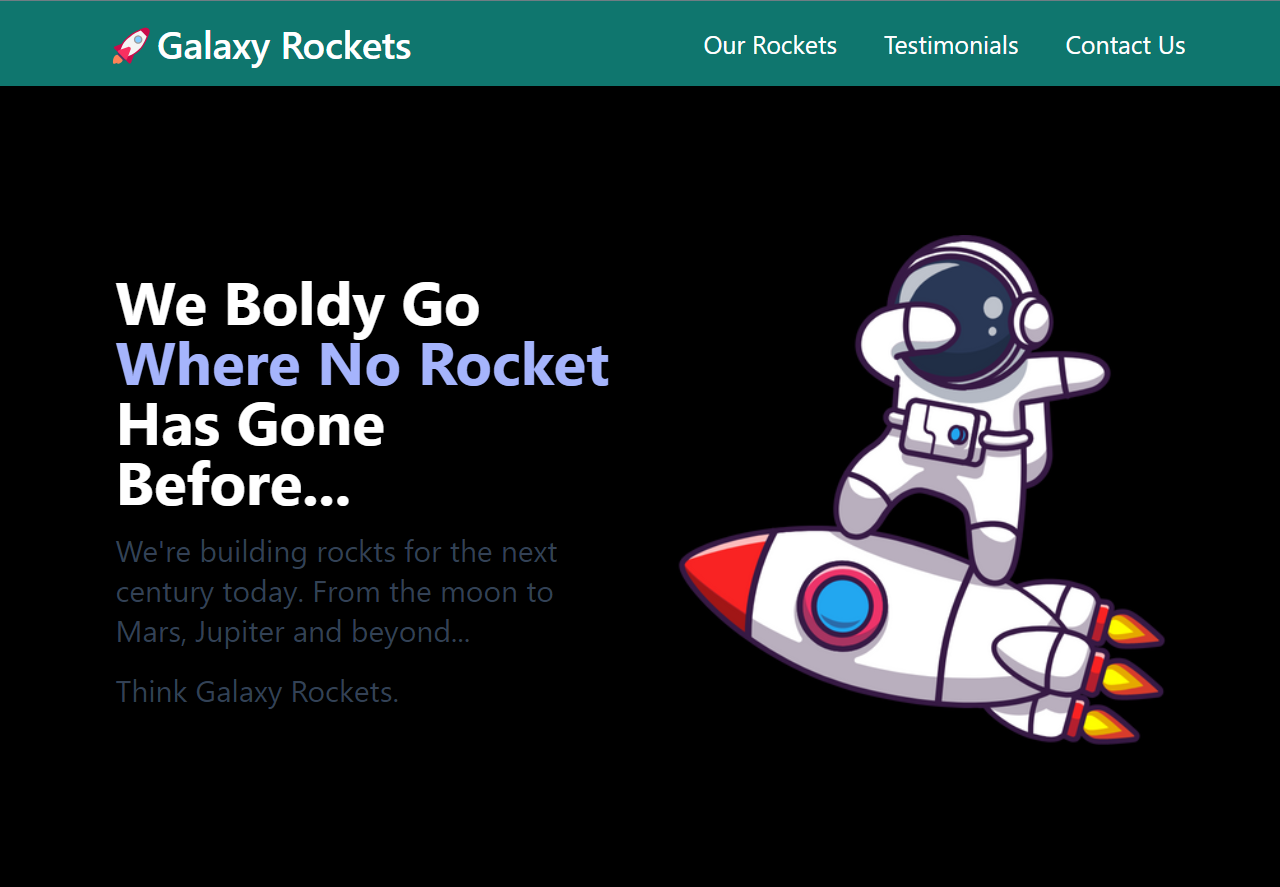 🚀 Galaxy Rockets
Our Rockets Testimonials Contact Us
We Boldy Go
Where No Rocket
Has Gone
Before...
We're building rockts for the next
century today. From the moon to
Mars, Jupiter and beyond...
Think Galaxy Rockets.